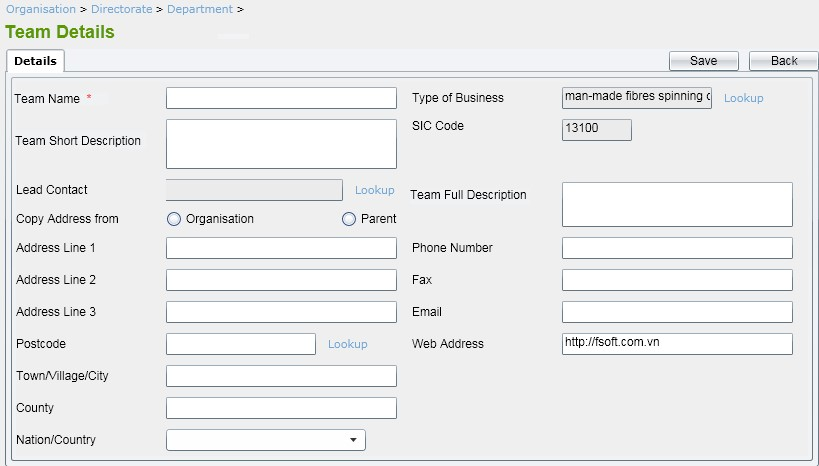 Organisation > Directorate > Department >
Team Details
Details
Save Back
Team Name *
Type of Business man-made fibres spinning Lookup
SIC Code 13100
Team Short Description
Lead Contact Lookup
Team Full Description
Copy Address from Organisation Parent
Address Line 1
Phone Number
Address Line 2
Fax
Address Line 3
Email
Postcode Lookup
Web Address http://fsoft.com.vn
Town/Village/City
County
Nation/Country